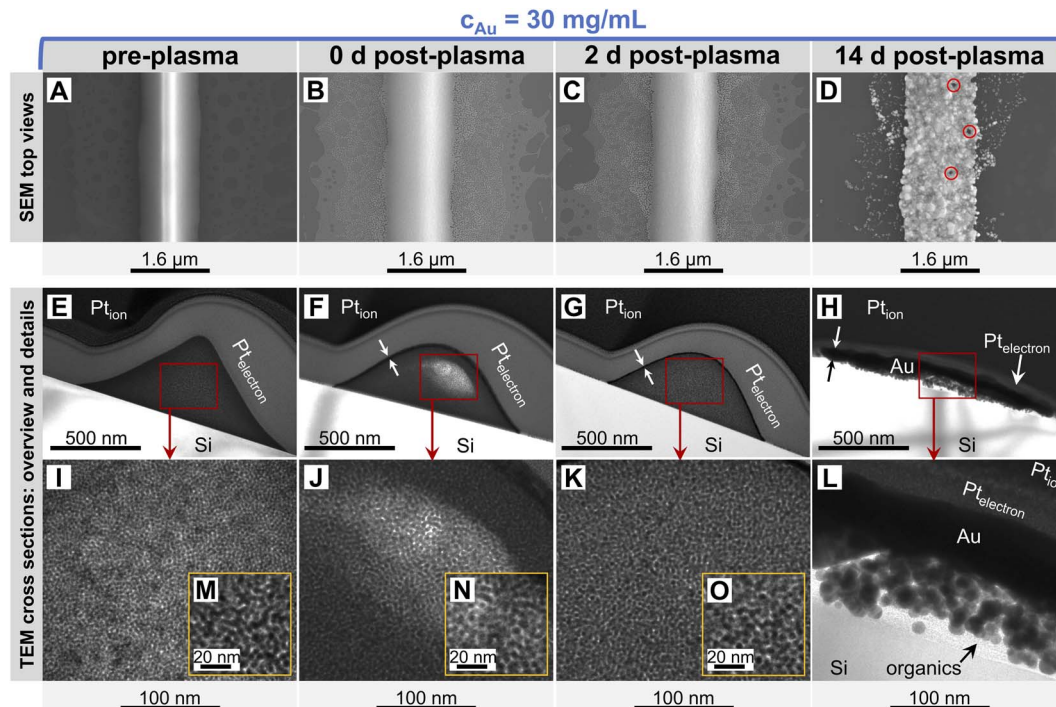 c_Au = 30 mg/mL
pre-plasma 0 d post-plasma 2 d post-plasma 14 d post-plasma
SEM top views
A B C D
1.6 µm 1.6 µm 1.6 µm 1.6 µm
TEM cross sections: overview and details
E Pt_ion Pt_electron 500 nm Si
F Pt_ion Pt_electron 500 nm Si
G Pt_ion Pt_electron 500 nm Si
H Pt_ion Pt_electron Au 500 nm Si
I M 20 nm
J N 20 nm
K O 20 nm
L Pt_io Pt_electron Au Si organics
100 nm 100 nm 100 nm 100 nm